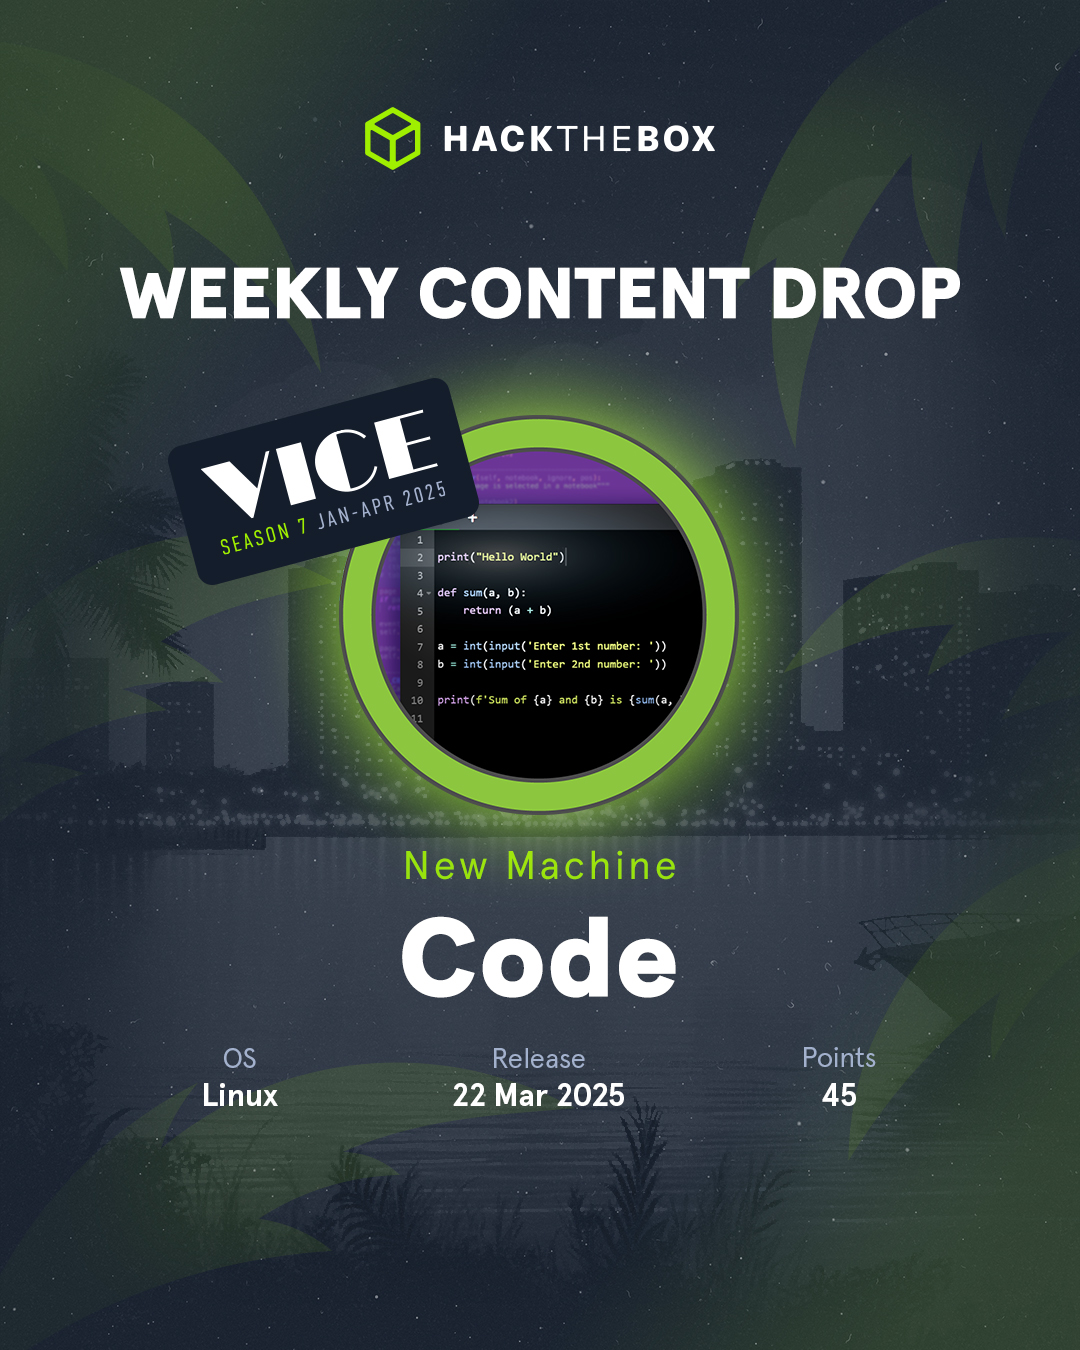 HACKTHEBOX
WEEKLY CONTENT DROP
VICE
SEASON 7 JAN-APR 2025
+
1
2 print("Hello World")
3
4 def sum(a, b):
5 return (a + b)
6
7 a = int(input('Enter 1st number: '))
8 b = int(input('Enter 2nd number: '))
9
10 print(f'Sum of {a} and {b} is {sum(a,
11
New Machine
Code
OS
Linux
Release
22 Mar 2025
Points
45